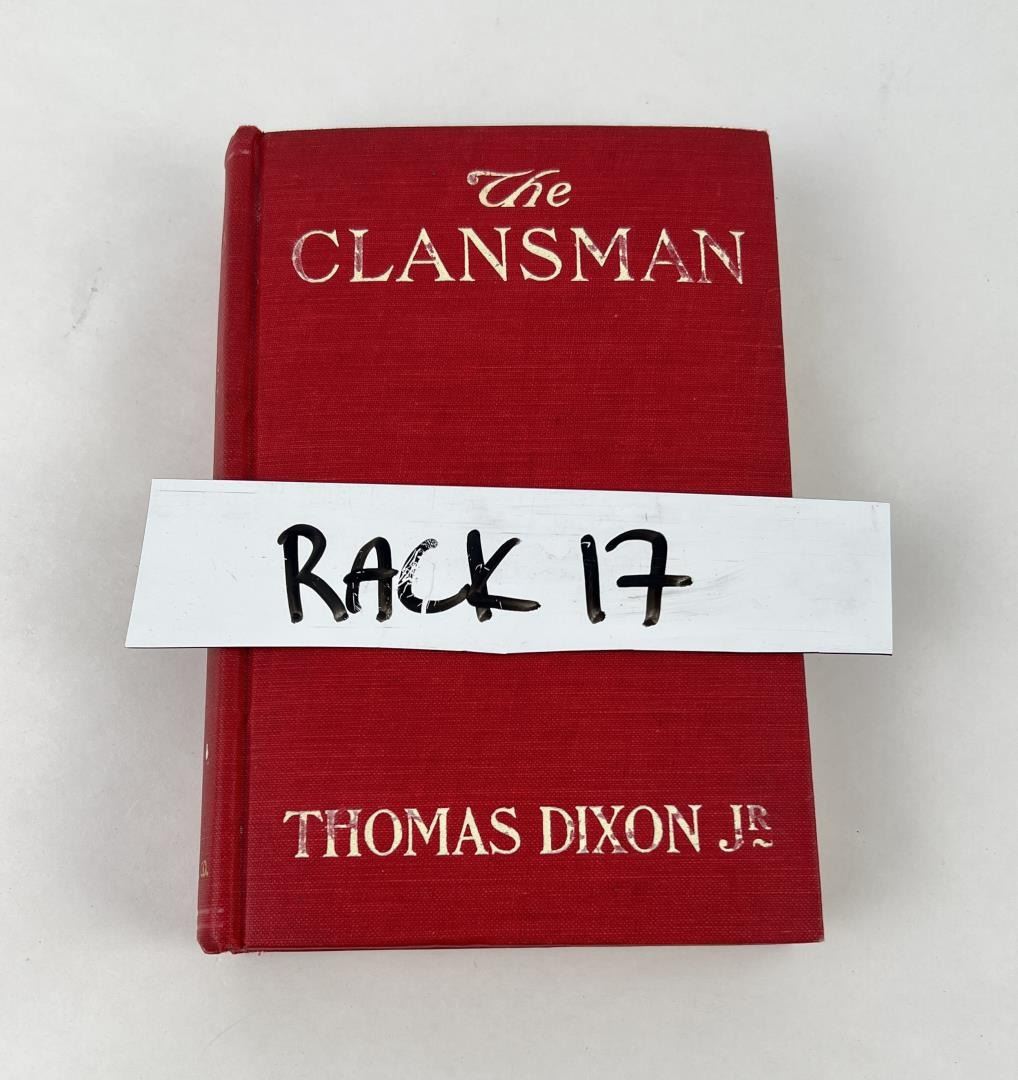 The
CLANSMAN
RACK 17
THOMAS DIXON JR